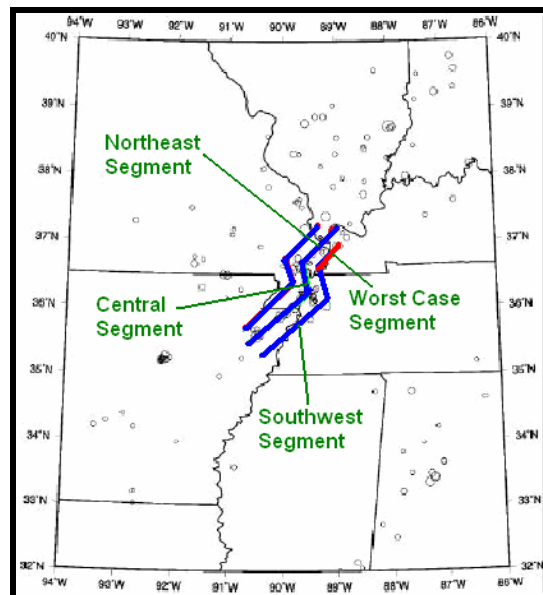 94°W 93°W 92°W 91°W 90°W 89°W 88°W 87°W 86°W
40°N 40°N
39°N 39°N
38°N 38°N
37°N 37°N
36°N 36°N
35°N 35°N
34°N 34°N
33°N 33°N
32°N 32°N
94°W 93°W 92°W 91°W 90°W 89°W 88°W 87°W 86°W
Northeast
Segment
Central
Segment
Worst Case
Segment
Southwest
Segment